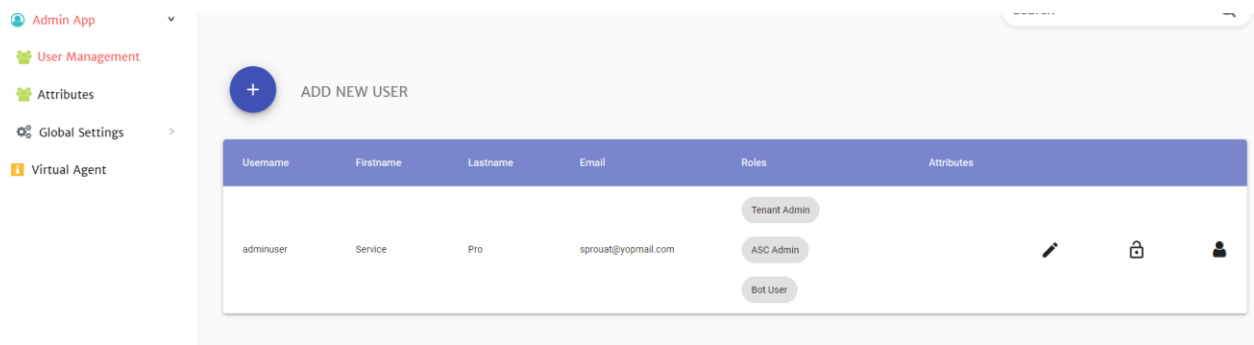 Admin App
User Management
Attributes
Global Settings
Virtual Agent
+ ADD NEW USER
Username Firstname Lastname Email Roles Attributes
Tenant Admin
adminuser Service Pro sprouat@yopmail.com ASC Admin
Bot User